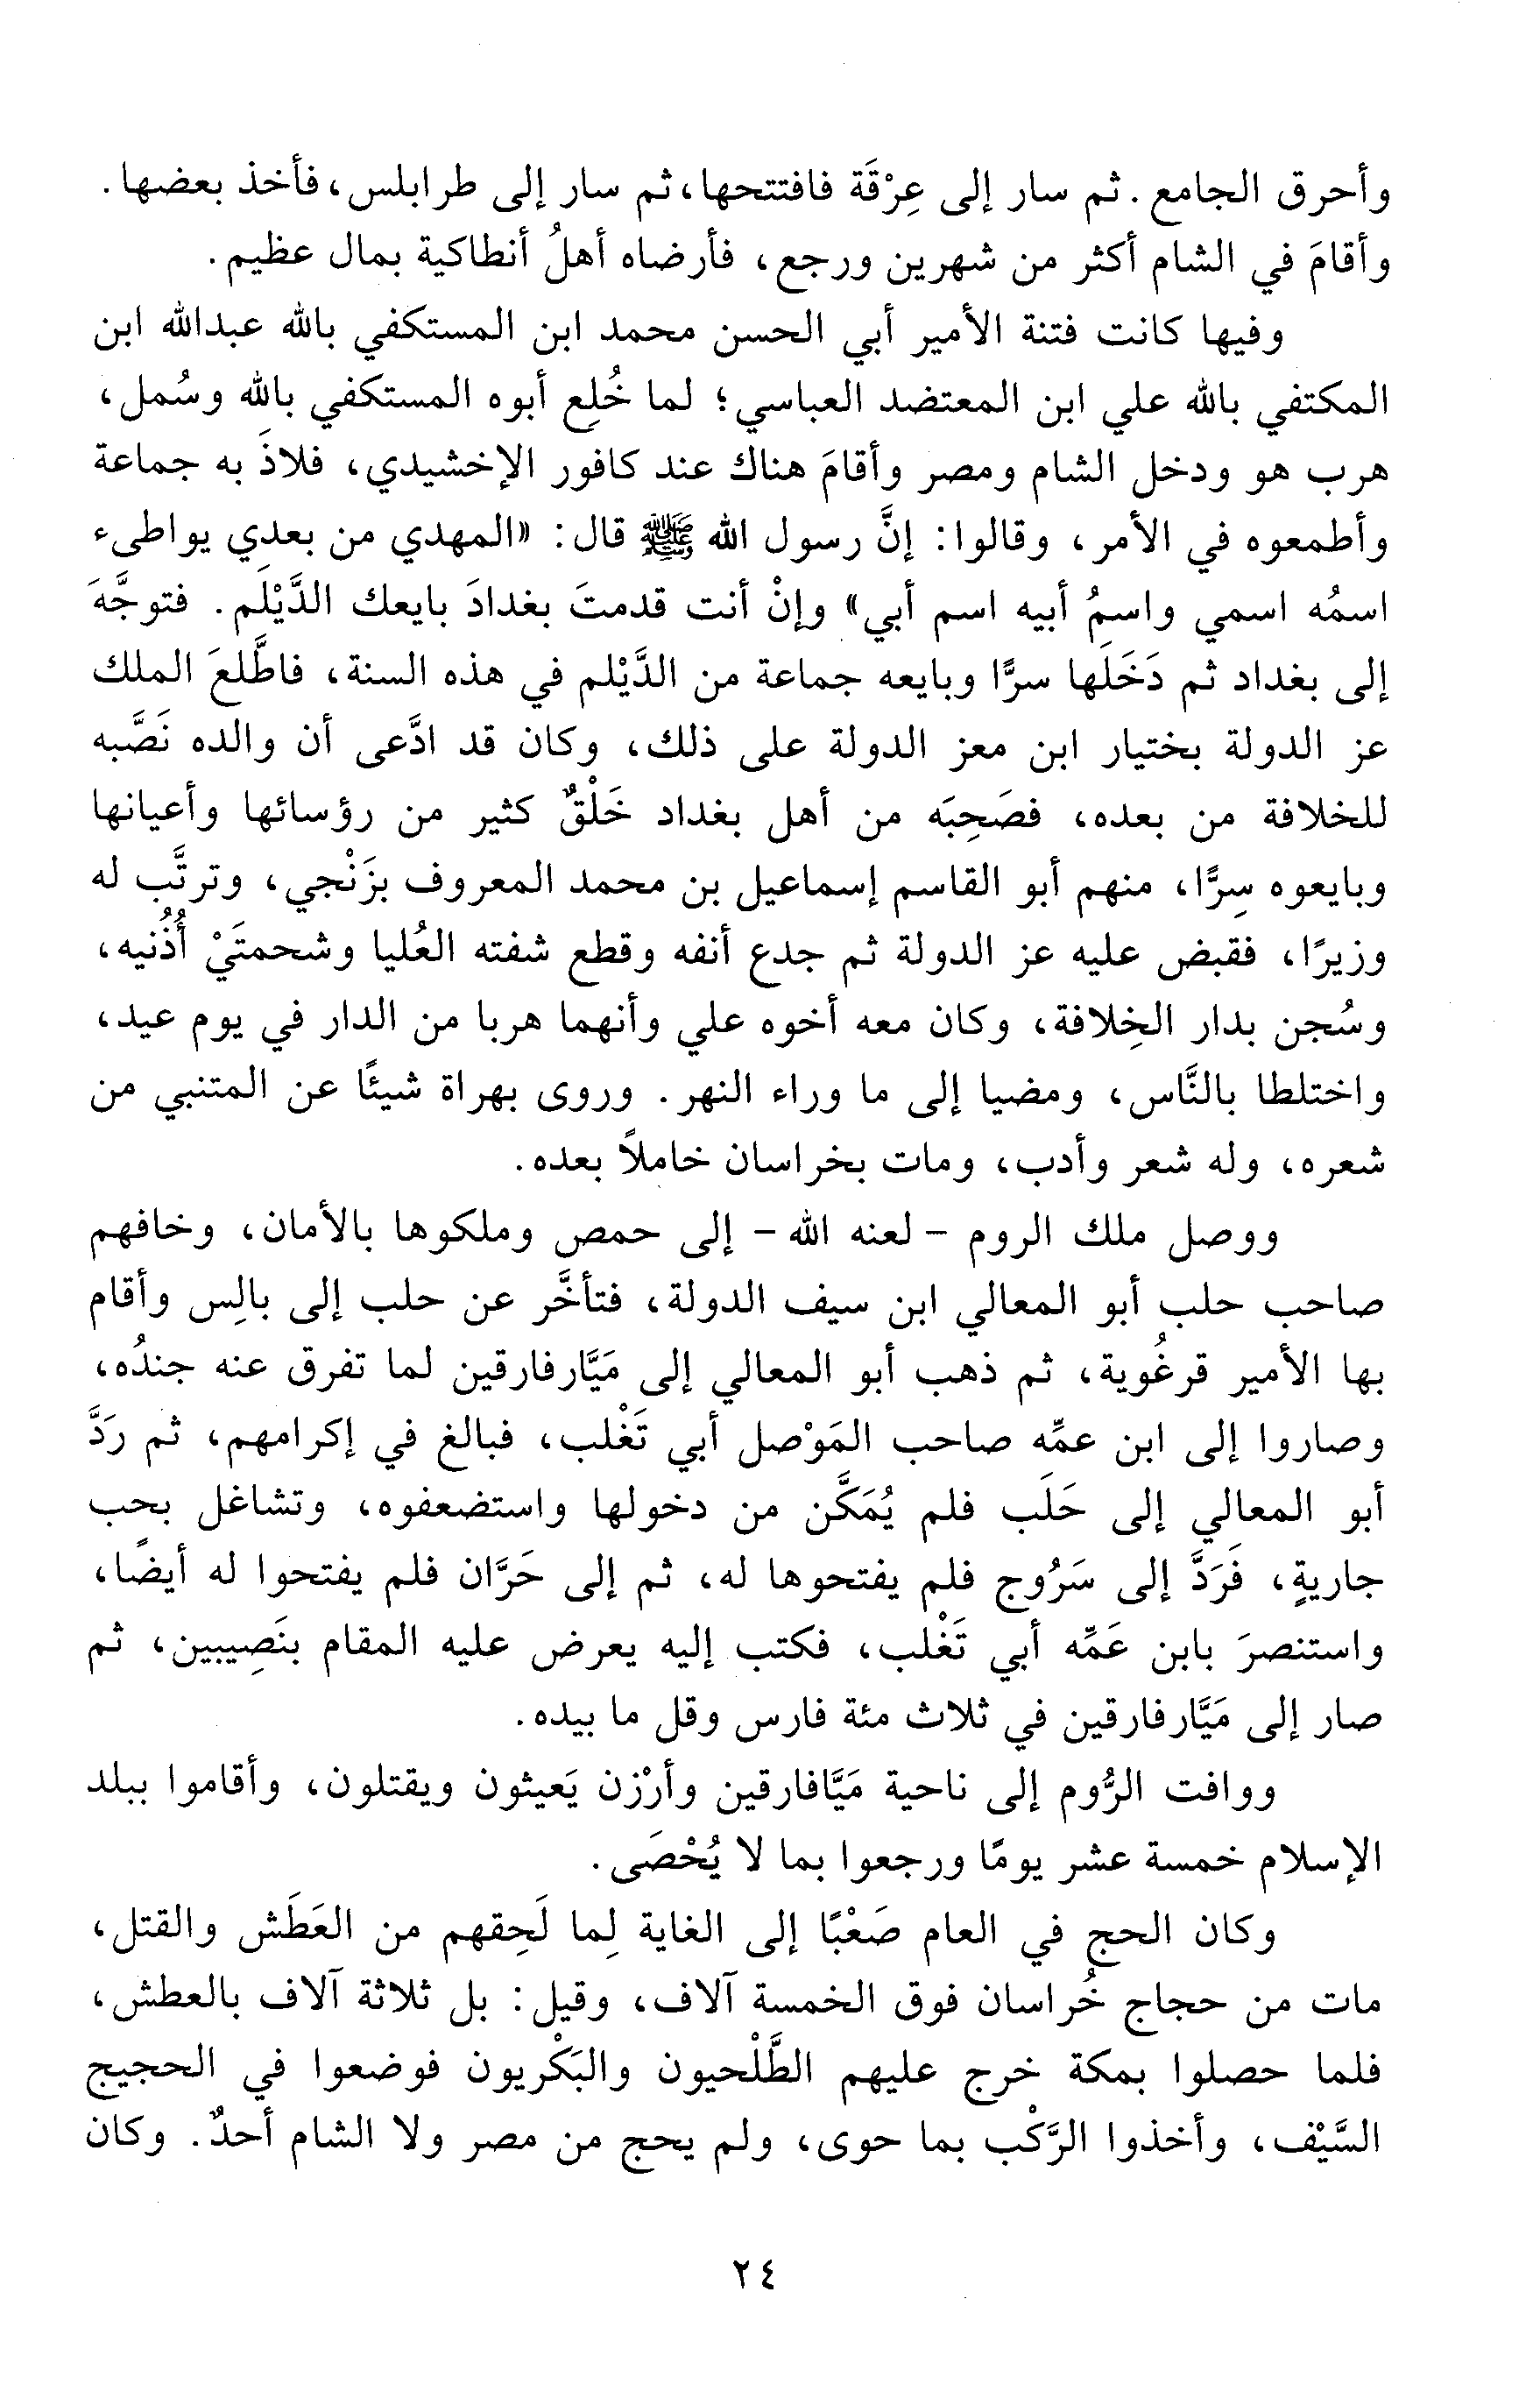 وأحرق الجامع. ثم سار إلى عِرْقَة فافتتحها، ثم سار إلى طرابلس، فأخذ بعضها.
وأقامَ في الشام أكثر من شهرين ورجع، فأرضاه أهلُ أنطاكية بمال عظيم.
وفيها كانت فتنة الأمير أبي الحسن محمد ابن المستكفي بالله عبدالله ابن
المكتفي بالله علي ابن المعتضد العباسي؛ لما خُلِع أبوه المستكفي بالله وسُمل،
هرب هو ودخل الشام ومصر وأقامَ هناك عند كافور الإخشيدي، فلاذَ به جماعة
وأطمعوه في الأمر، وقالوا: إنَّ رسول الله ﷺ قال: «المهدي من بعدِي يواطىء
اسمُه اسمي واسمُ أبيه اسم أبي» وإنْ أنت قدمتَ بغدادَ بايعك الدَّيْلَم. فتوجَّهَ
إلى بغداد ثم دَخَلَها سرًّا وبايعه جماعة من الدَّيْلم في هذه السنة، فاطَّلعَ الملك
عز الدولة بختيار ابن معز الدولة على ذلك، وكان قد ادَّعى أن والده نَصَّبه
للخلافة من بعده، فصَحِبَه من أهل بغداد خَلْقٌ كثير من رؤسائها وأعيانها
وبايعوه سِرًّا، منهم أبو القاسم إسماعيل بن محمد المعروف بزَنْجي، وترتَّب له
وزيرًا، فقبض عليه عز الدولة ثم جدع أنفه وقطع شفته العُليا وشحمتَيْ أُذُنيه،
وسُجن بدار الخِلافة، وكان معه أخوه علي وأنهما هربا من الدار في يوم عيد،
واختلطا بالنَّاس، ومضيا إلى ما وراء النهر. وروى بهراة شيئًا عن المتنبي من
شعره، وله شعر وأدب، ومات بخراسان خاملاً بعده.
ووصل ملك الروم - لعنه الله - إلى حمص وملكوها بالأمان، وخافهم
صاحب حلب أبو المعالي ابن سيف الدولة، فتأخَّر عن حلب إلى بالِس وأقام
بها الأمير قرغُوية، ثم ذهب أبو المعالي إلى مَيَّارفارقين لما تفرق عنه جندُه،
وصاروا إلى ابن عمِّه صاحب المَوْصل أبي تَغْلب، فبالغ في إكرامهم، ثم رَدَّ
أبو المعالي إلى حَلَب فلم يُمَكَّن من دخولها واستضعفوه، وتشاغل بحب
جاريةٍ، فَرَدَّ إلى سَرُوج فلم يفتحوها له، ثم إلى حَرَّان فلم يفتحوا له أيضًا،
واستنصرَ بابن عَمِّه أبي تَغْلب، فكتب إليه يعرض عليه المقام بنَصِيبين، ثم
صار إلى مَيَّارفارقين في ثلاث مئة فارس وقل ما بيده.
ووافت الرُّوم إلى ناحية مَيَّافارقين وأرْزن يَعيثون ويقتلون، وأقاموا ببلد
الإسلام خمسة عشر يومًا ورجعوا بما لا يُحْصَى.
وكان الحج في العام صَعْبًا إلى الغاية لِما لَحِقهم من العَطَش والقتل،
مات من حجاج خُراسان فوق الخمسة آلاف، وقيل: بل ثلاثة آلاف بالعطش،
فلما حصلوا بمكة خرج عليهم الطَّلْحيون والبَكْريون فوضعوا في الحجيج
السَّيْف، وأخذوا الرَّكْب بما حوى، ولم يحج من مصر ولا الشام أحدٌ. وكان
٢٤